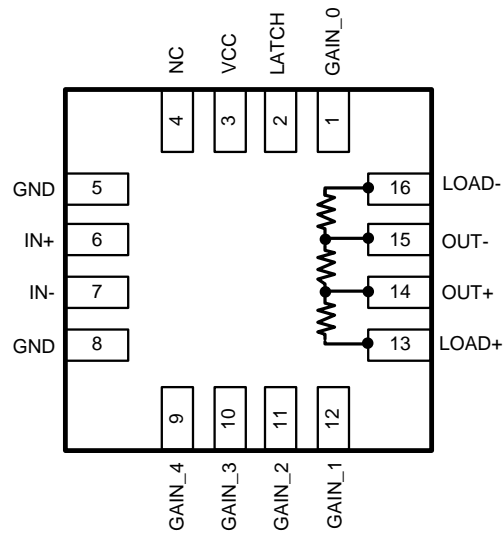 NC
VCC
LATCH
GAIN_0
4
3
2
1
GND
5
16
LOAD-
IN+
6
15
OUT-
IN-
7
14
OUT+
GND
8
13
LOAD+
9
10
11
12
GAIN_4
GAIN_3
GAIN_2
GAIN_1